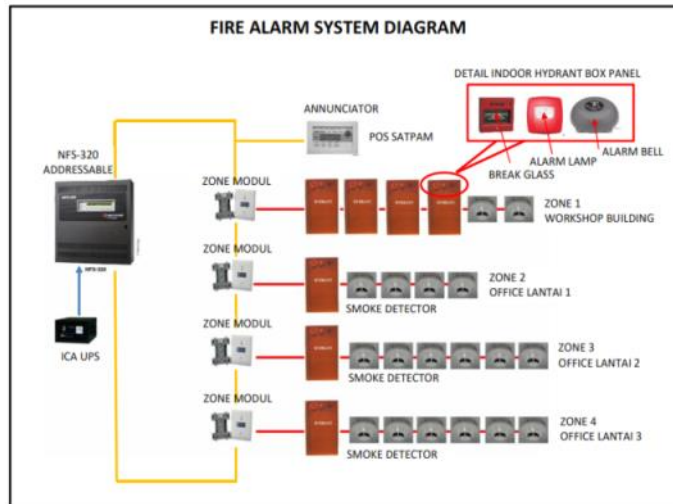 FIRE ALARM SYSTEM DIAGRAM
DETAIL INDOOR HYDRANT BOX PANEL
ANNUNCIATOR
POS SATPAM
ALARM BELL
ALARM LAMP
BREAK GLASS
NFS-320
ADDRESSABLE
ZONE MODUL
ZONE 1
WORKSHOP BUILDING
NFS-320
ZONE MODUL
ZONE 2
OFFICE LANTAI 1
SMOKE DETECTOR
ICA UPS
ZONE MODUL
ZONE 3
OFFICE LANTAI 2
SMOKE DETECTOR
ZONE MODUL
ZONE 4
OFFICE LANTAI 3
SMOKE DETECTOR